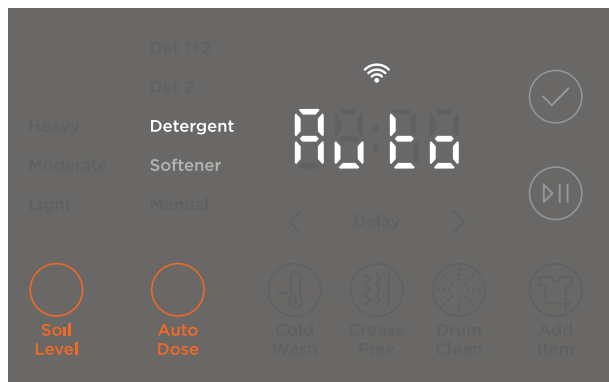 Det 1+2
Det 2
Heavy
Detergent
Auto
Moderate
Softener
Light
Manual
Delay
Soil
Level
Auto
Dose
Cold
Wash
Crease
Free
Drum
Clean
Add
Item